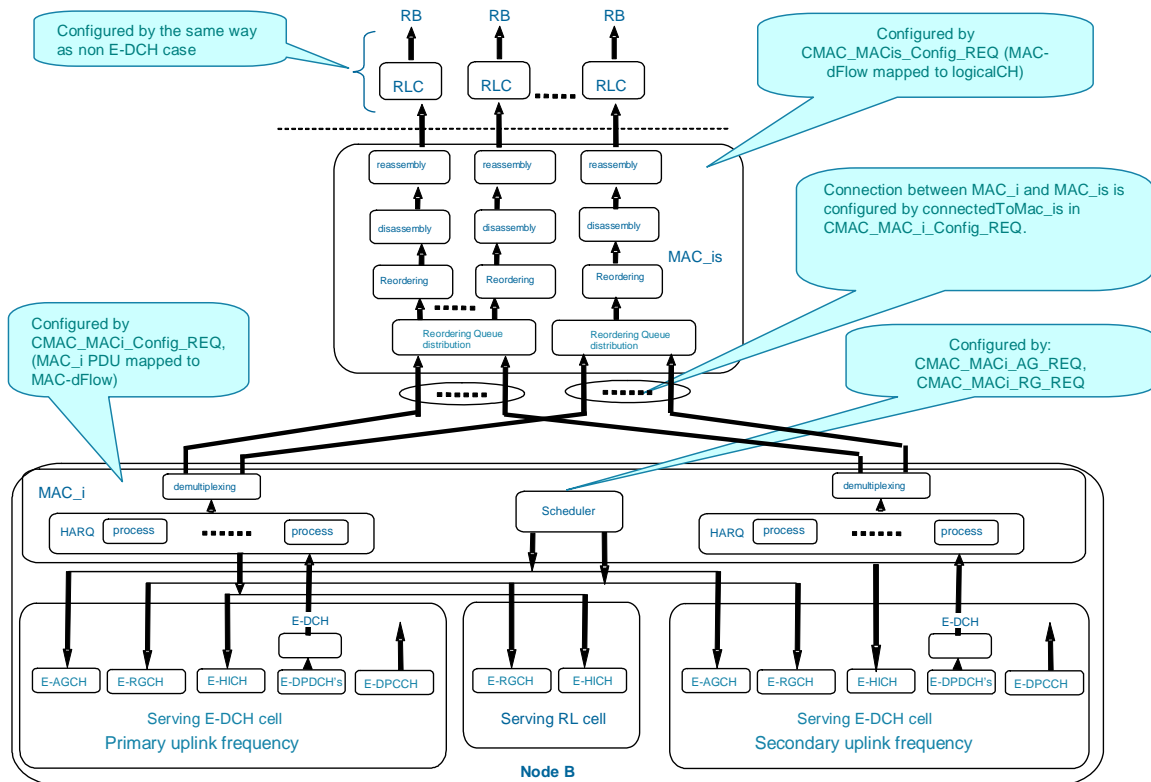 RB
RB
RB
Configured by the same way
as non E-DCH case
Configured by
CMAC_MACis_Config_REQ (MAC-
dFlow mapped to logicalCH)
RLC
RLC
RLC
reassembly
reassembly
reassembly
Connection between MAC_i and MAC_is is
configured by connectedToMac_is in
CMAC_MAC_i_Config_REQ.
disassembly
disassembly
disassembly
MAC_is
Reordering
Reordering
Reordering
Configured by
CMAC_MACi_Config_REQ,
(MAC_i PDU mapped to
MAC-dFlow)
Reordering Queue
distribution
Reordering Queue
distribution
Configured by:
CMAC_MACi_AG_REQ,
CMAC_MACi_RG_REQ
MAC_i
demultiplexing
demultiplexing
Scheduler
HARQ
process
process
HARQ
process
process
E-DCH
E-DCH
E-AGCH
E-RGCH
E-HICH
E-DPDCH's
E-DPCCH
E-RGCH
E-HICH
E-AGCH
E-RGCH
E-HICH
E-DPDCH's
E-DPCCH
Serving E-DCH cell
Primary uplink frequency
Serving RL cell
Serving E-DCH cell
Secondary uplink frequency
Node B